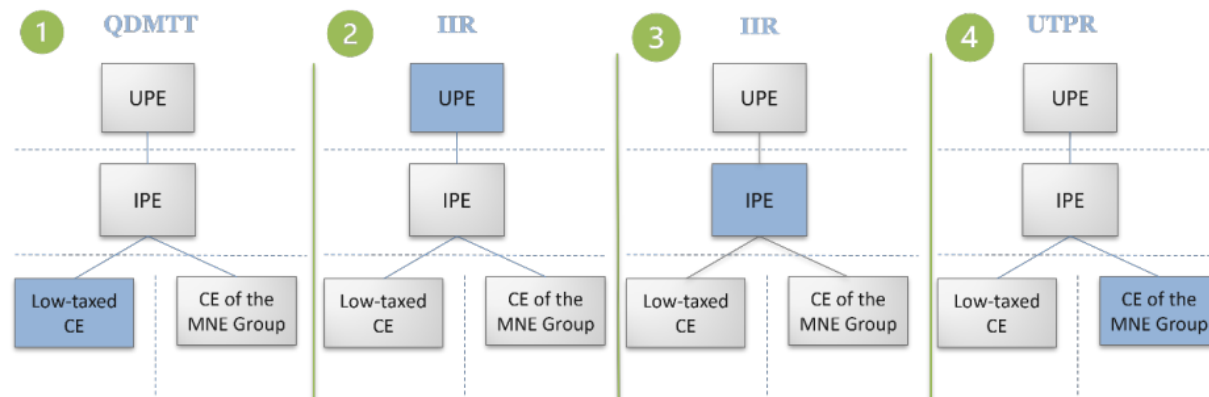 1
QDMTT
UPE
IPE
Low-taxed
CE
CE of the
MNE Group
2
IIR
UPE
IPE
Low-taxed
CE
CE of the
MNE Group
3
IIR
UPE
IPE
Low-taxed
CE
CE of the
MNE Group
4
UTPR
UPE
IPE
Low-taxed
CE
CE of the
MNE Group